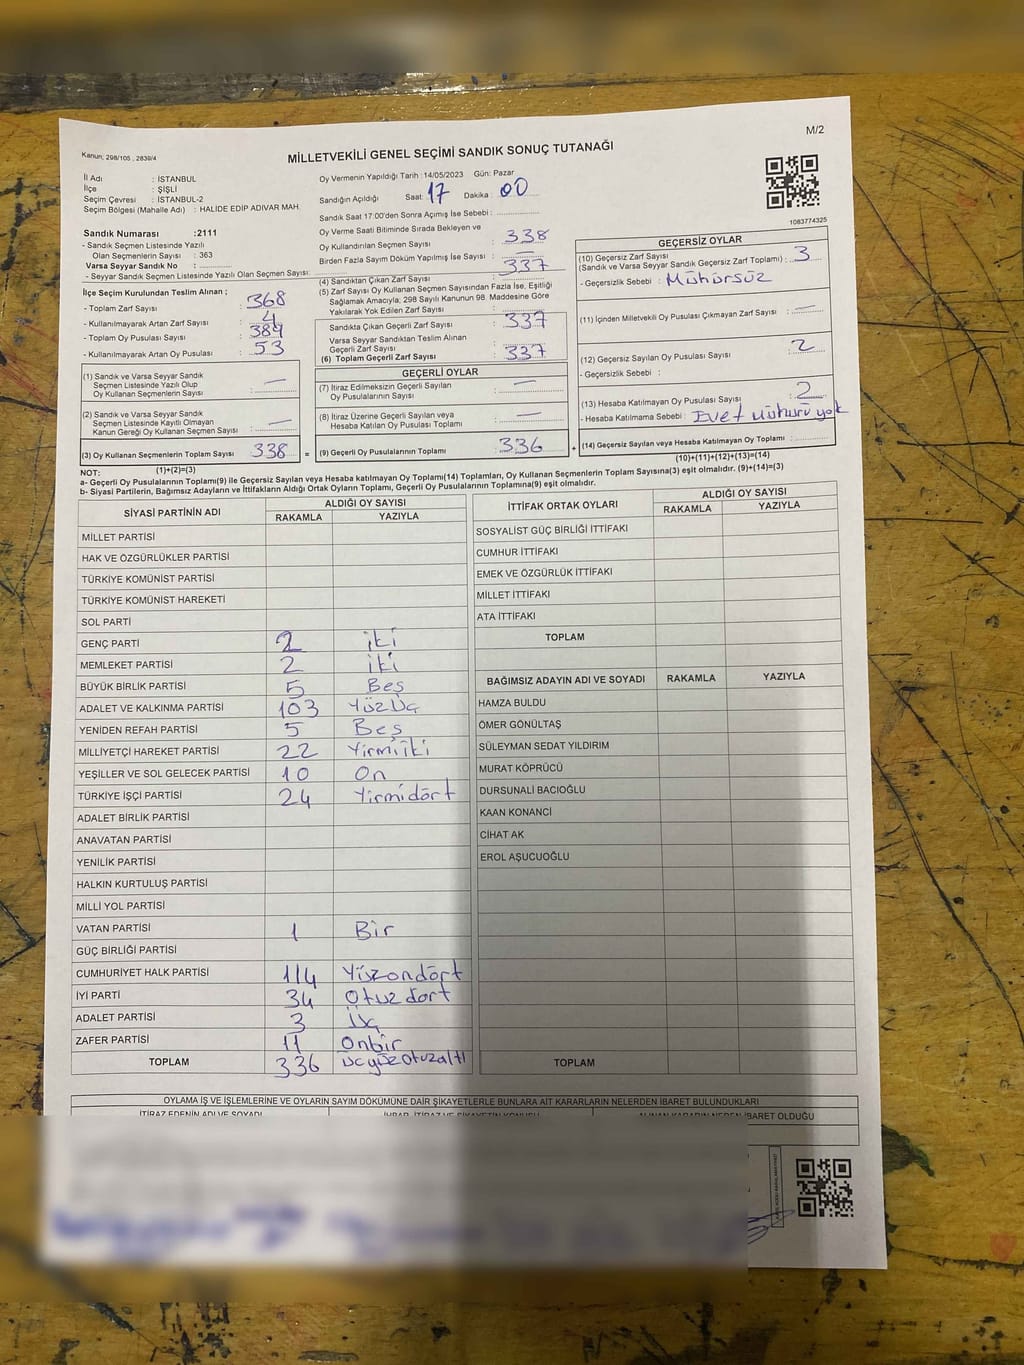 M/2
Kanun; 298/105 , 2839/4
MİLLETVEKİLİ GENEL SEÇİMİ SANDIK SONUÇ TUTANAĞI
İl Adı : İSTANBUL
İlçe : ŞİŞLİ
Seçim Çevresi : İSTANBUL-2
Seçim Bölgesi (Mahalle Adı) : HALİDE EDİP ADIVAR MAH.
Sandık Numarası :2111
- Sandık Seçmen Listesinde Yazılı
Olan Seçmenlerin Sayısı : 363
Varsa Seyyar Sandık No :
- Seyyar Sandık Seçmen Listesinde Yazılı Olan Seçmen Sayısı:
İlçe Seçim Kurulundan Teslim Alınan ;
- Toplam Zarf Sayısı : 368
- Kullanılmayarak Artan Zarf Sayısı :
- Toplam Oy Pusulası Sayısı : 389
- Kullanılmayarak Artan Oy Pusulası : 53
Oy Vermenin Yapıldığı Tarih : 14/05/2023 Gün: Pazar
Sandığın Açıldığı Saat: 17 Dakika : 00
Sandık Saat 17:00'den Sonra Açımış İse Sebebi :
Oy Verme Saati Bitiminde Sırada Bekleyen ve
Oy Kullandırılan Seçmen Sayısı : 338
Birden Fazla Sayım Döküm Yapılmış İse Sayısı : —
(4) Sandıktan Çıkan Zarf Sayısı : 337
(5) Zarf Sayısı Oy Kullanan Seçmen Sayısından Fazla İse, Eşitliği
Sağlamak Amacıyla; 298 Sayılı Kanunun 98. Maddesine Göre
Yakılarak Yok Edilen Zarf Sayısı :
Sandıkta Çıkan Geçerli Zarf Sayısı : 337
Varsa Seyyar Sandıktan Teslim Alınan
Geçerli Zarf Sayısı :
(6) Toplam Geçerli Zarf Sayısı : 337
1083774325
GEÇERSİZ OYLAR
(10) Geçersiz Zarf Sayısı : 3
(Sandık ve Varsa Seyyar Sandık Geçersiz Zarf Toplamı)
- Geçersizlik Sebebi : Mühürsüz
(11) İçinden Milletvekili Oy Pusulası Çıkmayan Zarf Sayısı : —
(12) Geçersiz Sayılan Oy Pusulası Sayısı : 2
- Geçersizlik Sebebi :
(13) Hesaba Katılmayan Oy Pusulası Sayısı : 2
- Hesaba Katılmama Sebebi : Evet mührü yok
(14) Geçersiz Sayılan veya Hesaba Katılmayan Oy Toplamı :
(10)+(11)+(12)+(13)=(14)
(1) Sandık ve Varsa Seyyar Sandık
Seçmen Listesinde Yazılı Olup
Oy Kullanan Seçmenlerin Sayısı : —
(2) Sandık ve Varsa Seyyar Sandık
Seçmen Listesinde Kayıtlı Olmayan
Kanun Gereği Oy Kullanan Seçmen Sayısı : —
(3) Oy Kullanan Seçmenlerin Toplam Sayısı : 338
(1)+(2)=(3)
GEÇERLİ OYLAR
(7) İtiraz Edilmeksizin Geçerli Sayılan
Oy Pusulalarının Sayısı : —
(8) İtiraz Üzerine Geçerli Sayılan veya
Hesaba Katılan Oy Pusulası Toplamı : —
(9) Geçerli Oy Pusulalarının Toplamı : 336
NOT:
a- Geçerli Oy Pusulalarının Toplamı(9) ile Geçersiz Sayılan veya Hesaba katılmayan Oy Toplamı(14) Toplamları, Oy Kullanan Seçmenlerin Toplam Sayısına(3) eşit olmalıdır. (9)+(14)=(3)
b- Siyasi Partilerin, Bağımsız Adayların ve İttifakların Aldığı Ortak Oyların Toplamı, Geçerli Oy Pusulalarının Toplamına(9) eşit olmalıdır.
SİYASİ PARTİNİN ADI ALDIĞI OY SAYISI
RAKAMLA YAZIYLA
MİLLET PARTİSİ
HAK VE ÖZGÜRLÜKLER PARTİSİ
TÜRKİYE KOMÜNİST PARTİSİ
TÜRKİYE KOMÜNİST HAREKETİ
SOL PARTİ
GENÇ PARTİ 2 iki
MEMLEKET PARTİSİ 2 iki
BÜYÜK BİRLİK PARTİSİ 5 Beş
ADALET VE KALKINMA PARTİSİ 103 Yüzüç
YENİDEN REFAH PARTİSİ 5 Beş
MİLLİYETÇİ HAREKET PARTİSİ 22 Yirmiiki
YEŞİLLER VE SOL GELECEK PARTİSİ 10 On
TÜRKİYE İŞÇİ PARTİSİ 24 Yirmidört
ADALET BİRLİK PARTİSİ
ANAVATAN PARTİSİ
YENİLİK PARTİSİ
HALKIN KURTULUŞ PARTİSİ
MİLLİ YOL PARTİSİ
VATAN PARTİSİ 1 Bir
GÜÇ BİRLİĞİ PARTİSİ
CUMHURİYET HALK PARTİSİ 114 Yüzondört
İYİ PARTİ 34 Otuzdört
ADALET PARTİSİ 3 Üç
ZAFER PARTİSİ 11 Onbir
TOPLAM 336 üçyüzotuzaltı
İTTİFAK ORTAK OYLARI ALDIĞI OY SAYISI
RAKAMLA YAZIYLA
SOSYALİST GÜÇ BİRLİĞİ İTTİFAKI
CUMHUR İTTİFAKI
EMEK VE ÖZGÜRLÜK İTTİFAKI
MİLLET İTTİFAKI
ATA İTTİFAKI
TOPLAM
BAĞIMSIZ ADAYIN ADI VE SOYADI RAKAMLA YAZIYLA
HAMZA BULDU
ÖMER GÖNÜLTAŞ
SÜLEYMAN SEDAT YILDIRIM
MURAT KÖPRÜCÜ
DURSUNALİ BACIOĞLU
KAAN KONANCİ
CİHAT AK
EROL AŞUCUOĞLU
TOPLAM
OYLAMA İŞ VE İŞLEMLERİNE VE OYLARIN SAYIM DÖKÜMÜNE DAİR ŞİKAYETLERLE BUNLARA AİT KARARLARIN NELERDEN İBARET BULUNDUKLARI
İTİRAZ EDENİN ADI VE SOYADI İHBAR, İTİRAZ VE ŞİKAYETİN KONUSU ALINAN KARARIN NEDEN İBARET OLDUĞU